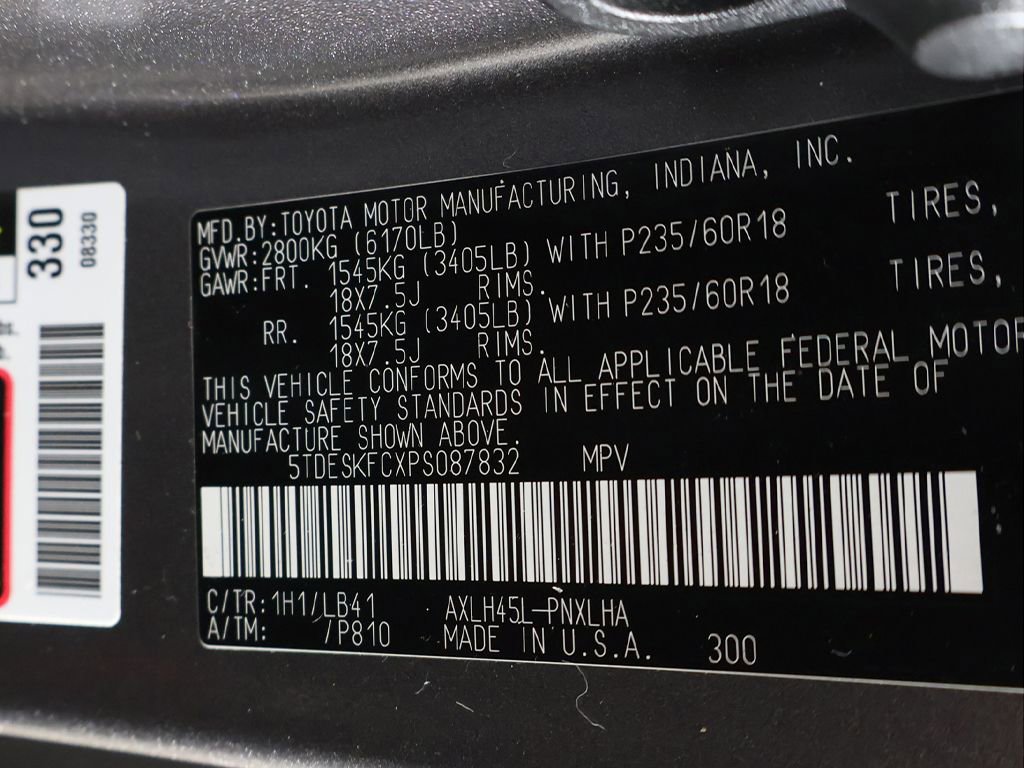 330
08330
MFD.BY:TOYOTA MOTOR MANUFACTURING, INDIANA, INC.
GVWR:2800KG (6170LB)
GAWR:FRT. 1545KG (3405LB) WITH P235/60R18 TIRES,
18X7.5J RIMS.
RR. 1545KG (3405LB) WITH P235/60R18 TIRES,
18X7.5J RIMS.
THIS VEHICLE CONFORMS TO ALL APPLICABLE FEDERAL MOTOR
VEHICLE SAFETY STANDARDS IN EFFECT ON THE DATE OF
MANUFACTURE SHOWN ABOVE.
5TDESKFCXPS087832 MPV
C/TR:1H1/LB41 AXLH45L-PNXLHA
A/TM: /P810 MADE IN U.S.A. 300